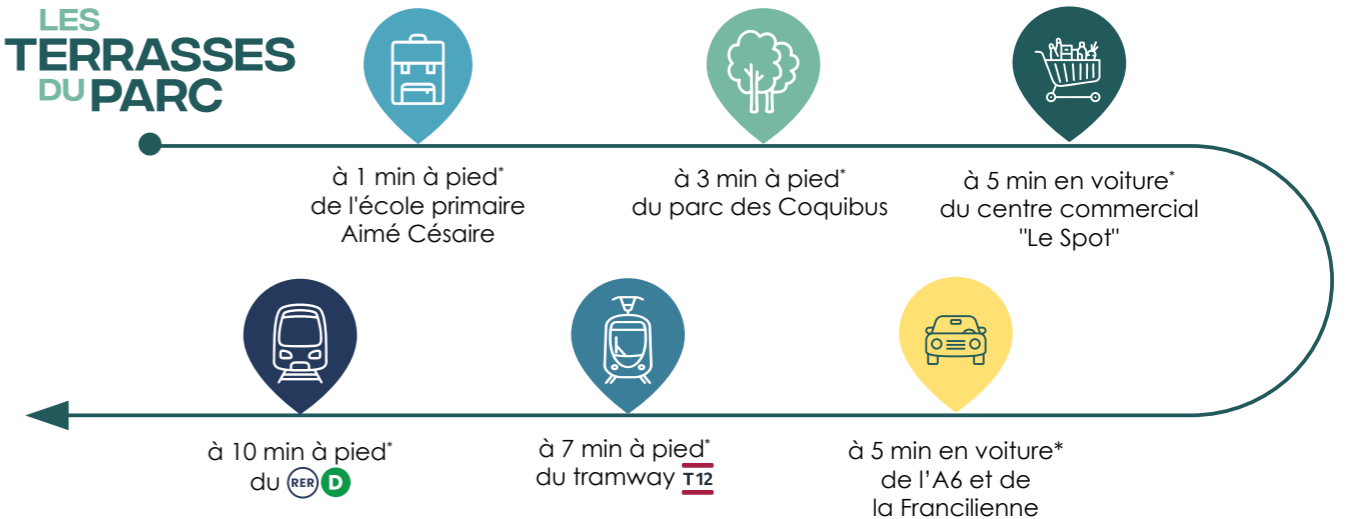 LES
TERRASSES
DU PARC
à 1 min à pied*
de l'école primaire
Aimé Césaire
à 3 min à pied*
du parc des Coquibus
à 5 min en voiture*
du centre commercial
"Le Spot"
à 10 min à pied*
du RER D
à 7 min à pied*
du tramway T12
à 5 min en voiture*
de l’A6 et de
la Francilienne